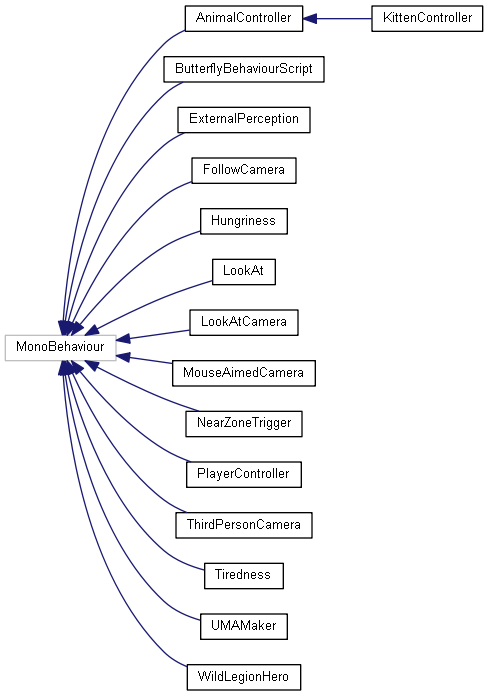 AnimalController
KittenController
ButterflyBehaviourScript
ExternalPerception
FollowCamera
Hungriness
LookAt
LookAtCamera
MonoBehaviour
MouseAimedCamera
NearZoneTrigger
PlayerController
ThirdPersonCamera
Tiredness
UMAMaker
WildLegionHero